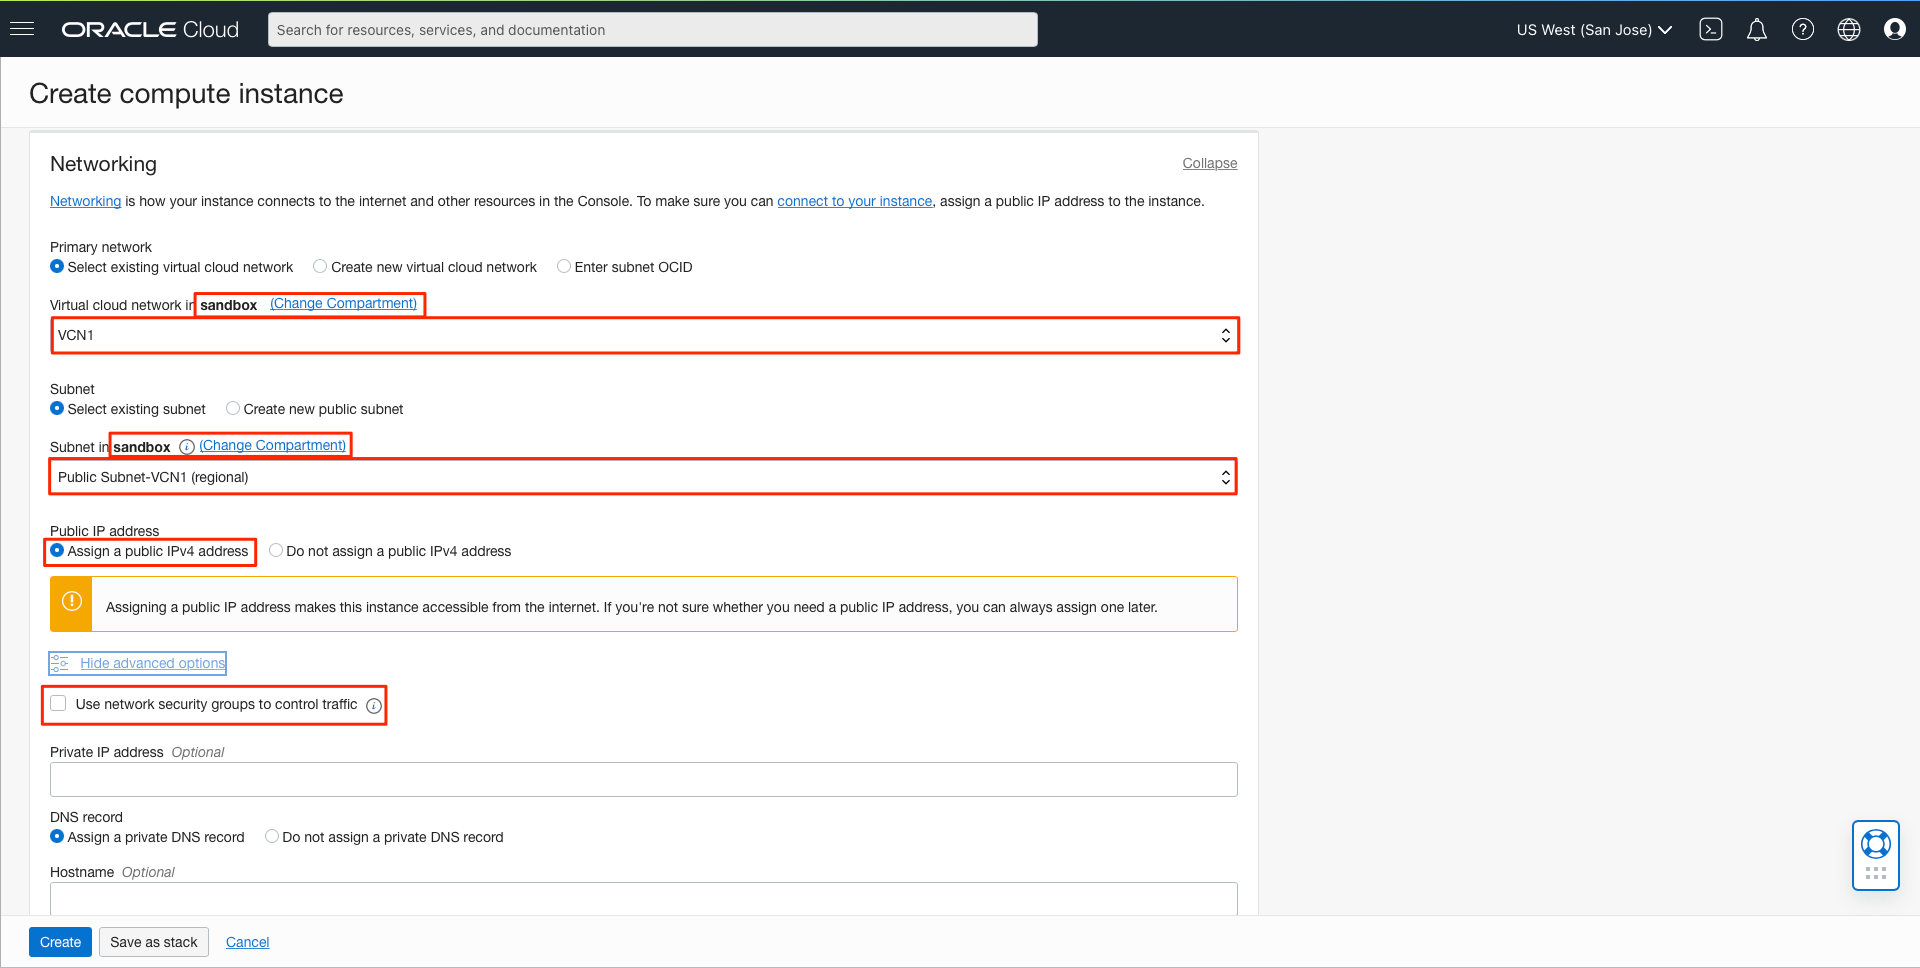 ORACLE Cloud
Search for resources, services, and documentation
US West (San Jose)
Create compute instance
Networking
Collapse
Networking is how your instance connects to the internet and other resources in the Console. To make sure you can connect to your instance, assign a public IP address to the instance.
Primary network
Select existing virtual cloud network Create new virtual cloud network Enter subnet OCID
Virtual cloud network in sandbox (Change Compartment)
VCN1
Subnet
Select existing subnet Create new public subnet
Subnet in sandbox (Change Compartment)
Public Subnet-VCN1 (regional)
Public IP address
Assign a public IPv4 address Do not assign a public IPv4 address
Assigning a public IP address makes this instance accessible from the internet. If you're not sure whether you need a public IP address, you can always assign one later.
Hide advanced options
Use network security groups to control traffic
Private IP address Optional
DNS record
Assign a private DNS record Do not assign a private DNS record
Hostname Optional
Create Save as stack Cancel